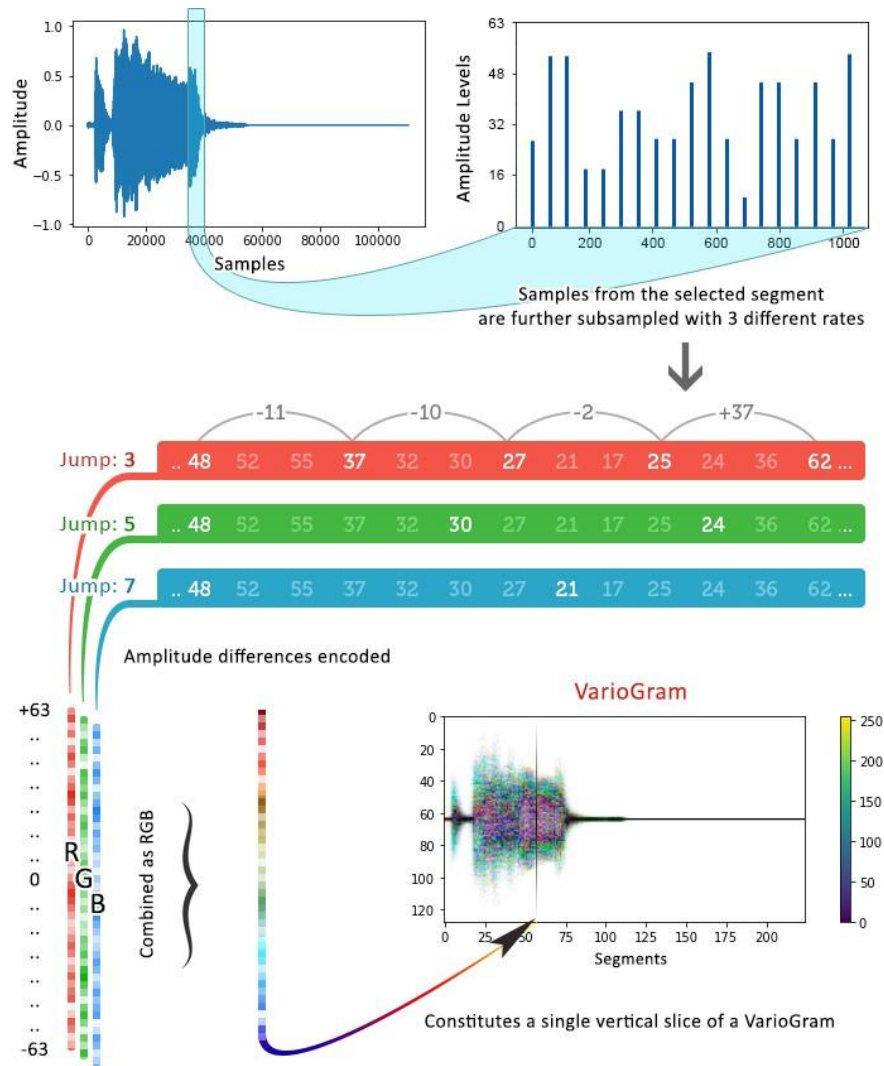 1.0
0.5
0.0
−0.5
−1.0
Amplitude
0 20000 40000 60000 80000 100000
Samples
63
48
32
16
0
Amplitude Levels
0 200 400 600 800 1000
Samples from the selected segment
are further subsampled with 3 different rates
-11 -10 -2 +37
Jump: 3 .. 48 52 55 37 32 30 27 21 17 25 24 36 62 ...
Jump: 5 .. 48 52 55 37 32 30 27 21 17 25 24 36 62 ...
Jump: 7 .. 48 52 55 37 32 30 27 21 17 25 24 36 62 ...
Amplitude differences encoded
+63
..
..
..
..
..
..
0
..
..
..
..
..
-63
R
G
B
Combined as RGB
VarioGram
0
20
40
60
80
100
120
0 25 50 75 100 125 150 175 200
Segments
250
200
150
100
50
0
Constitutes a single vertical slice of a VarioGram